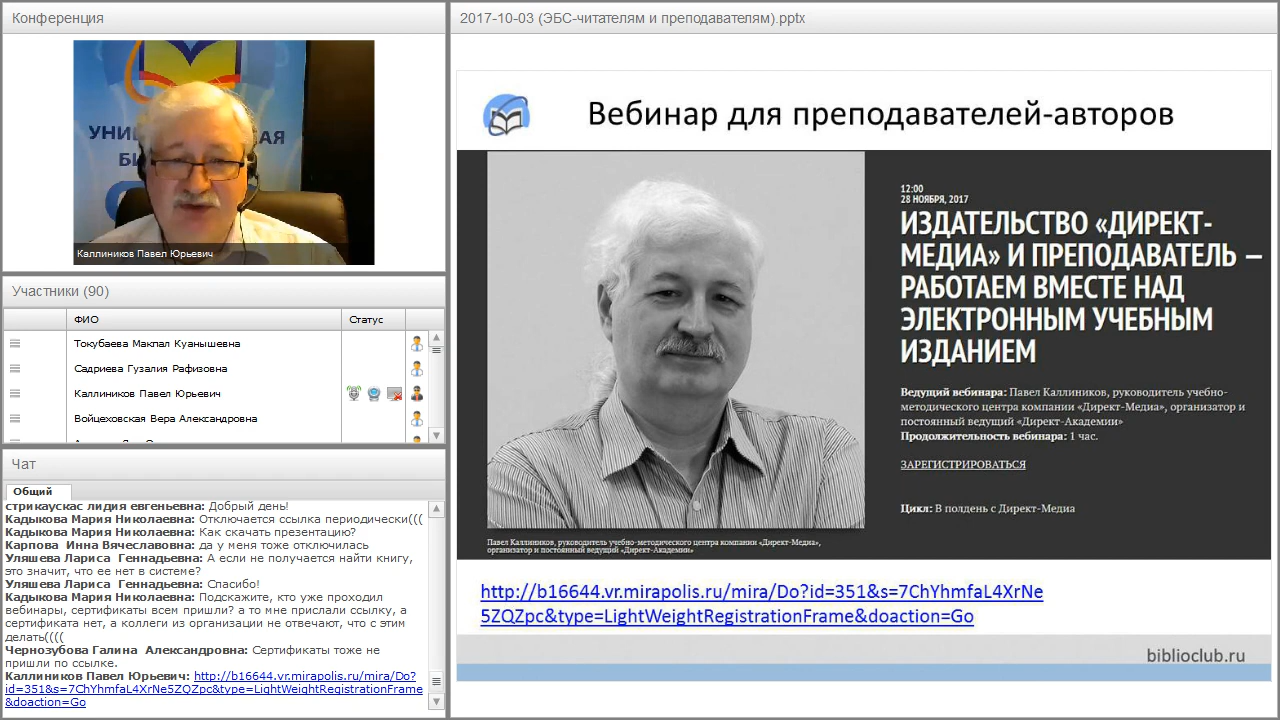 Конференция
УНИ
АЯ
БИ
Каллиников Павел Юрьевич
Участники (90)
ФИО
Статус
Токубаева Макпал Куанышевна
Садриева Гузалия Рафизовна
Каллиников Павел Юрьевич
Войцеховская Вера Александровна
Чат
Общий
стрикаускас лидия евгеньевна: Добрый день!
Кадыкова Мария Николаевна: Отключается ссылка периодически(((
Кадыкова Мария Николаевна: Как скачать презентацию?
Карпова Инна Вячеславовна: да у меня тоже отключилась
Уляшева Лариса Геннадьевна: А если не получается найти книгу,
это значит, что ее нет в системе?
Уляшева Лариса Геннадьевна: Спасибо!
Кадыкова Мария Николаевна: Подскажите, кто уже проходил
вебинары, сертификаты всем пришли? а то мне прислали ссылку, а
сертификата нет, а коллеги из организации не отвечают, что с этим
делать((((
Чернозубова Галина Александровна: Сертификаты тоже не
пришли по ссылке.
Каллиников Павел Юрьевич: http://b16644.vr.mirapolis.ru/mira/Do?
id=351&s=7ChYhmfaL4XrNe5ZQZpc&type=LightWeightRegistrationFrame
&doaction=Go
2017-10-03 (ЭБС-читателям и преподавателям).pptx
Вебинар для преподавателей-авторов
12:00
28 НОЯБРЯ, 2017
ИЗДАТЕЛЬСТВО «ДИРЕКТ-
МЕДИА» И ПРЕПОДАВАТЕЛЬ —
РАБОТАЕМ ВМЕСТЕ НАД
ЭЛЕКТРОННЫМ УЧЕБНЫМ
ИЗДАНИЕМ
Ведущий вебинара: Павел Каллиников, руководитель учебно-
методического центра компании «Директ-Медиа», организатор и
постоянный ведущий «Директ-Академии»
Продолжительность вебинара: 1 час.
ЗАРЕГИСТРИРОВАТЬСЯ
Цикл: В полдень с Директ-Медиа
Павел Каллиников, руководитель учебно-методического центра компании «Директ-Медиа»,
организатор и постоянный ведущий «Директ-Академии»
http://b16644.vr.mirapolis.ru/mira/Do?id=351&s=7ChYhmfaL4XrNe
5ZQZpc&type=LightWeightRegistrationFrame&doaction=Go
biblioclub.ru